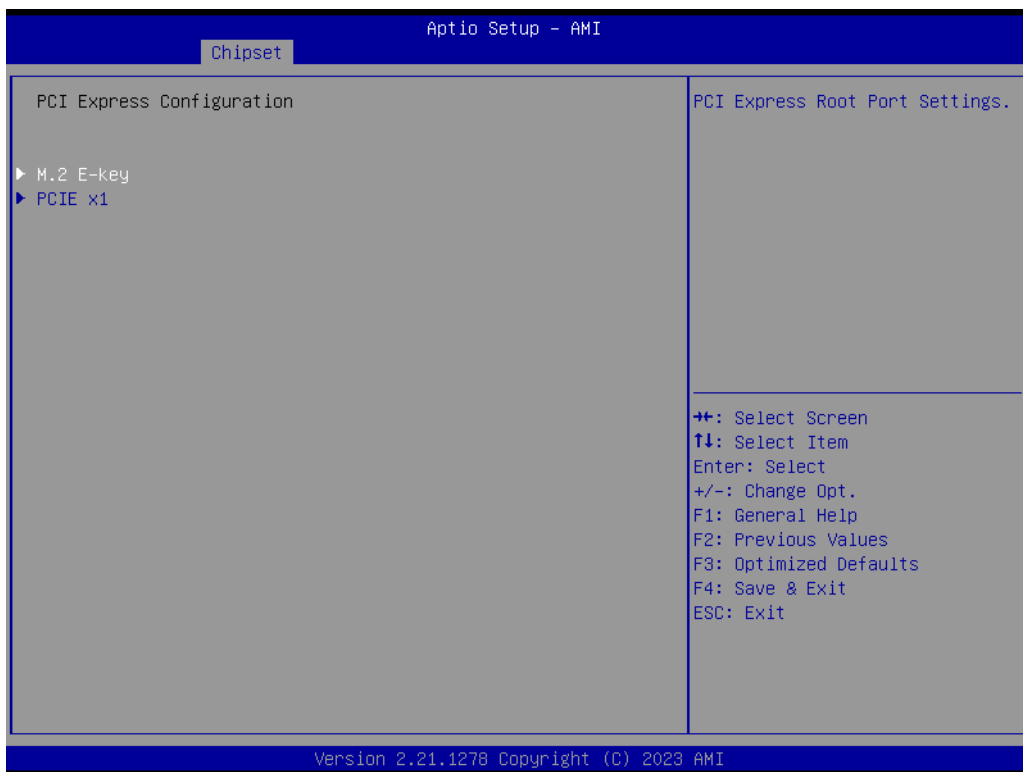 Aptio Setup – AMI
Chipset
PCI Express Configuration
▶ M.2 E-key
▶ PCIE x1
PCI Express Root Port Settings.
→←: Select Screen
↑↓: Select Item
Enter: Select
+/-: Change Opt.
F1: General Help
F2: Previous Values
F3: Optimized Defaults
F4: Save & Exit
ESC: Exit
Version 2.21.1278 Copyright (C) 2023 AMI